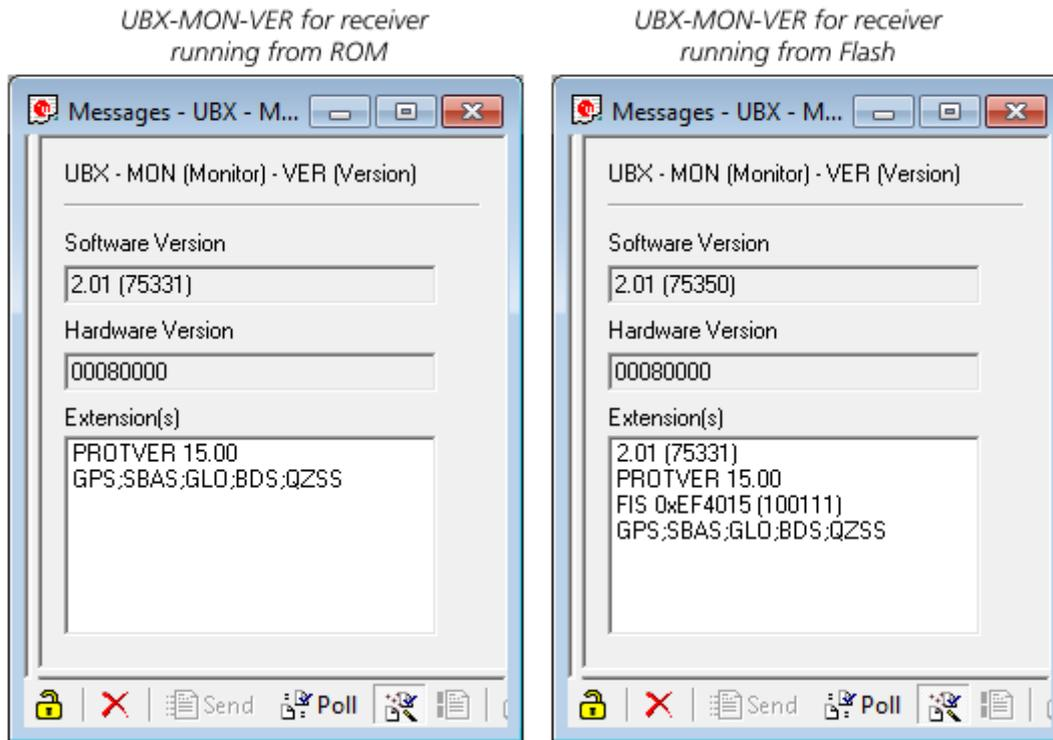 UBX-MON-VER for receiver
running from ROM
Messages - UBX - M...
UBX - MON (Monitor) - VER (Version)
Software Version
2.01 (75331)
Hardware Version
00080000
Extension(s)
PROTVER 15.00
GPS;SBAS;GLO;BDS;QZSS
Send Poll
UBX-MON-VER for receiver
running from Flash
Messages - UBX - M...
UBX - MON (Monitor) - VER (Version)
Software Version
2.01 (75350)
Hardware Version
00080000
Extension(s)
2.01 (75331)
PROTVER 15.00
FIS 0xEF4015 (100111)
GPS;SBAS;GLO;BDS;QZSS
Send Poll